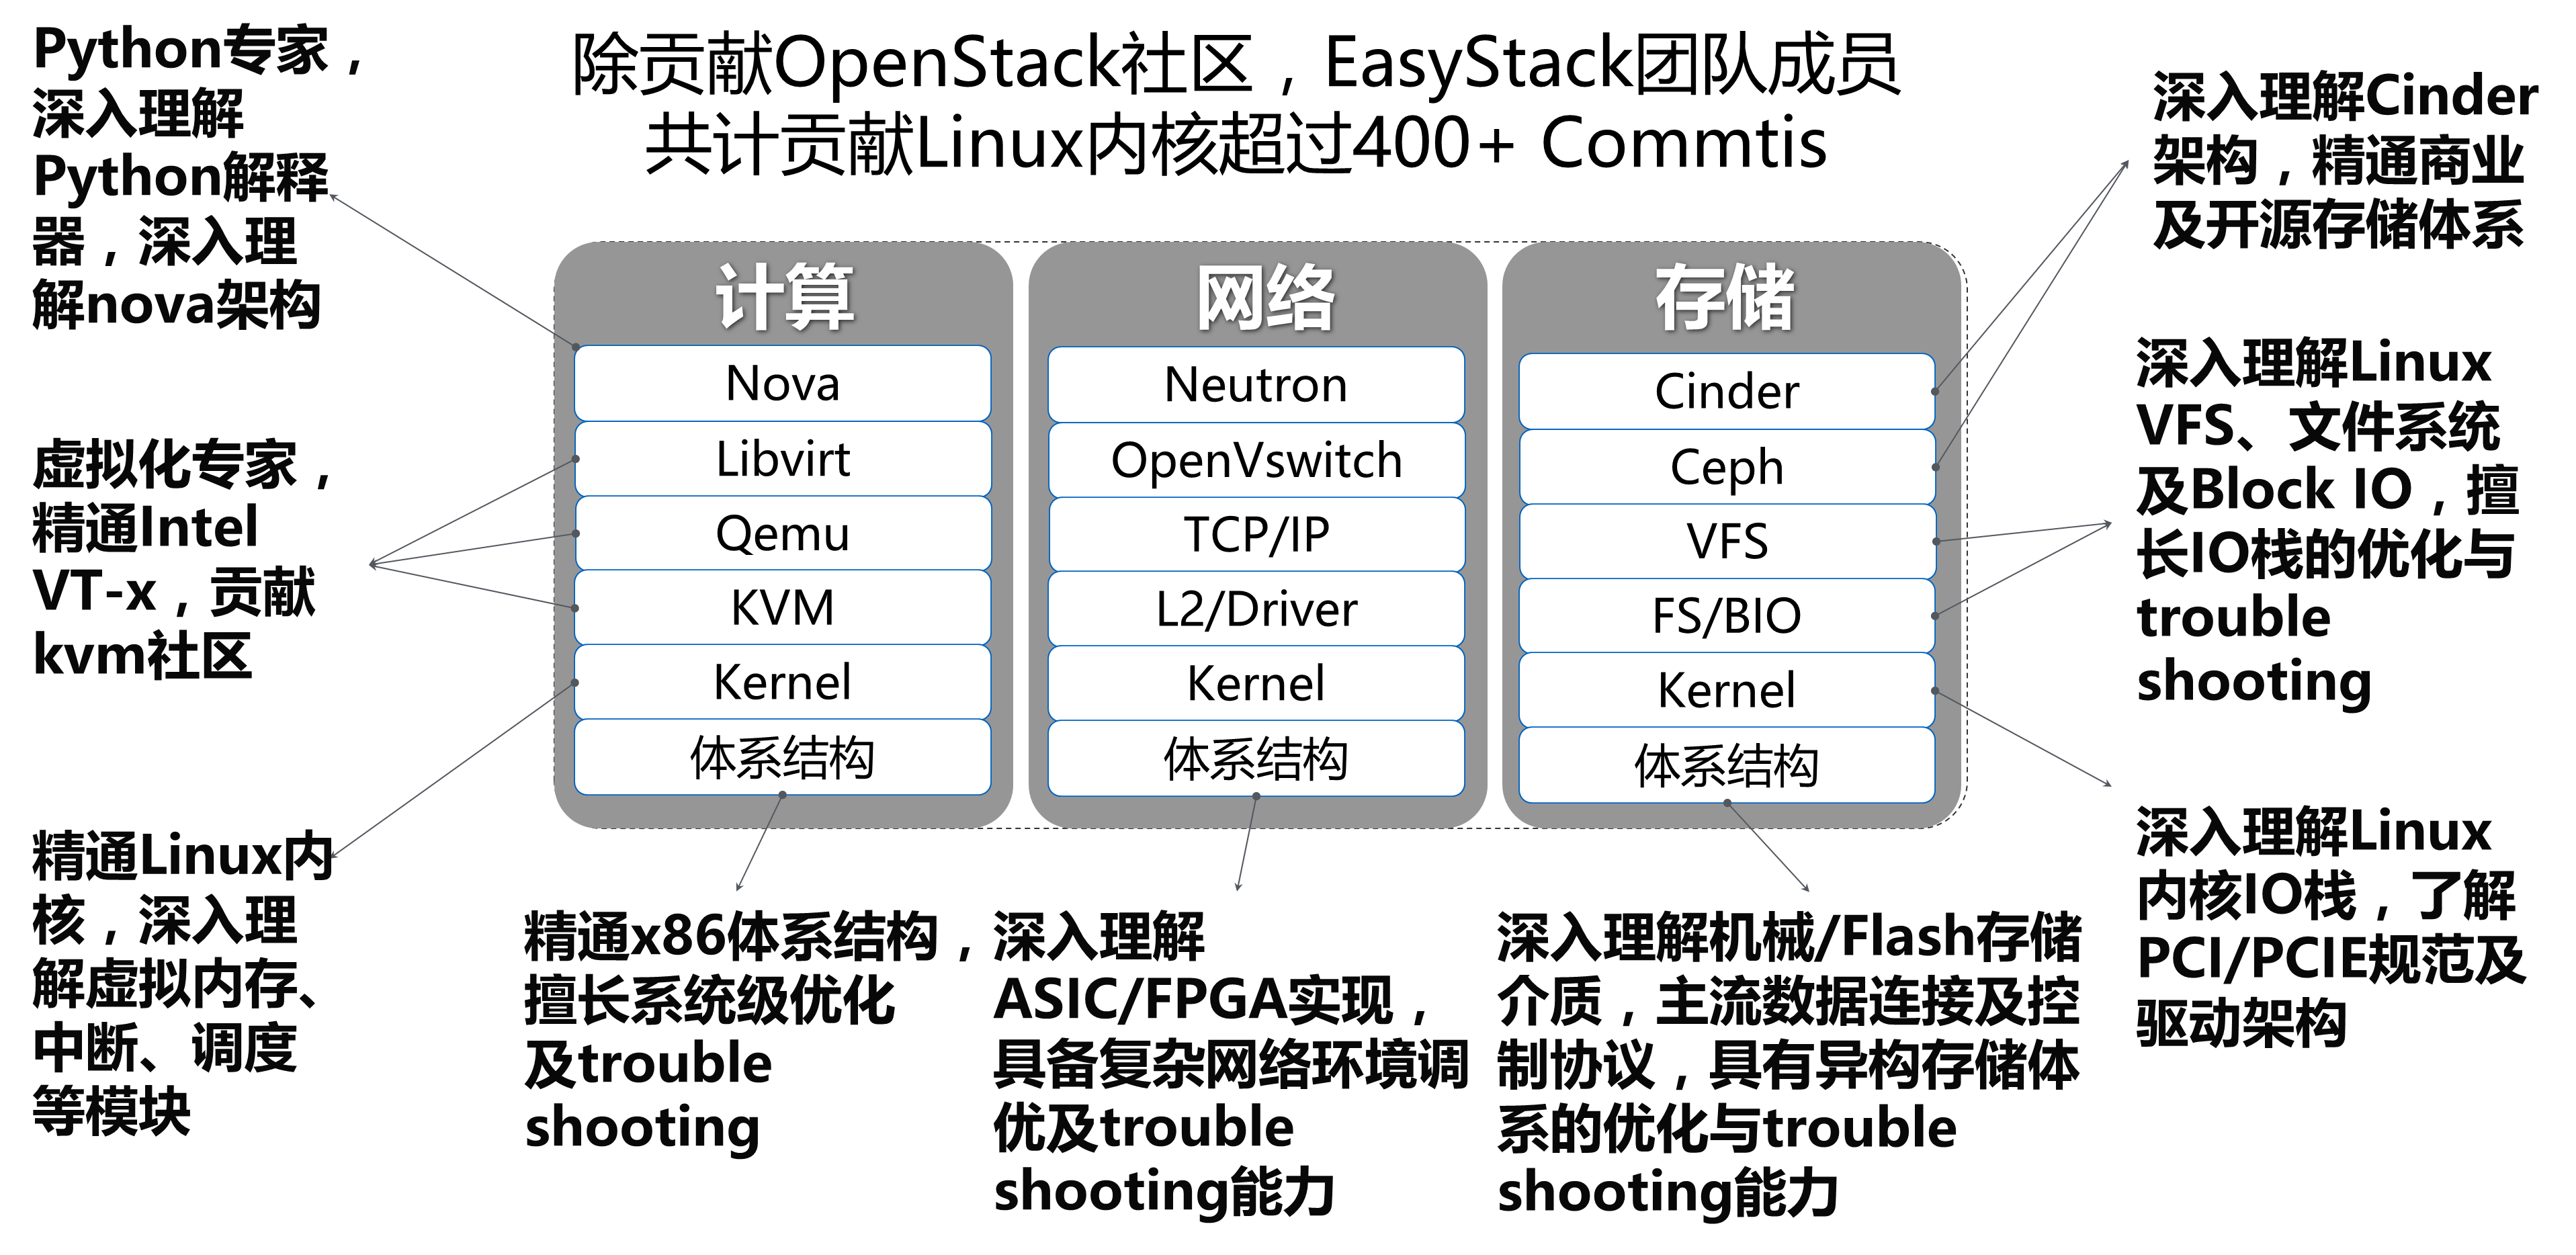 除贡献OpenStack社区，EasyStack团队成员
共计贡献Linux内核超过400+ Commtis
Python专家，
深入理解
Python解释
器，深入理
解nova架构
虚拟化专家，
精通Intel
VT-x，贡献
kvm社区
精通Linux内
核，深入理
解虚拟内存、
中断、调度
等模块
计算
Nova
Libvirt
Qemu
KVM
Kernel
体系结构
网络
Neutron
OpenVswitch
TCP/IP
L2/Driver
Kernel
体系结构
存储
Cinder
Ceph
VFS
FS/BIO
Kernel
体系结构
深入理解Cinder
架构，精通商业
及开源存储体系
深入理解Linux
VFS、文件系统
及Block IO，擅
长IO栈的优化与
trouble
shooting
深入理解Linux
内核IO栈，了解
PCI/PCIE规范及
驱动架构
精通x86体系结构，
擅长系统级优化
及trouble
shooting
深入理解
ASIC/FPGA实现，
具备复杂网络环境调
优及trouble
shooting能力
深入理解机械/Flash存储
介质，主流数据连接及控
制协议，具有异构存储体
系的优化与trouble
shooting能力